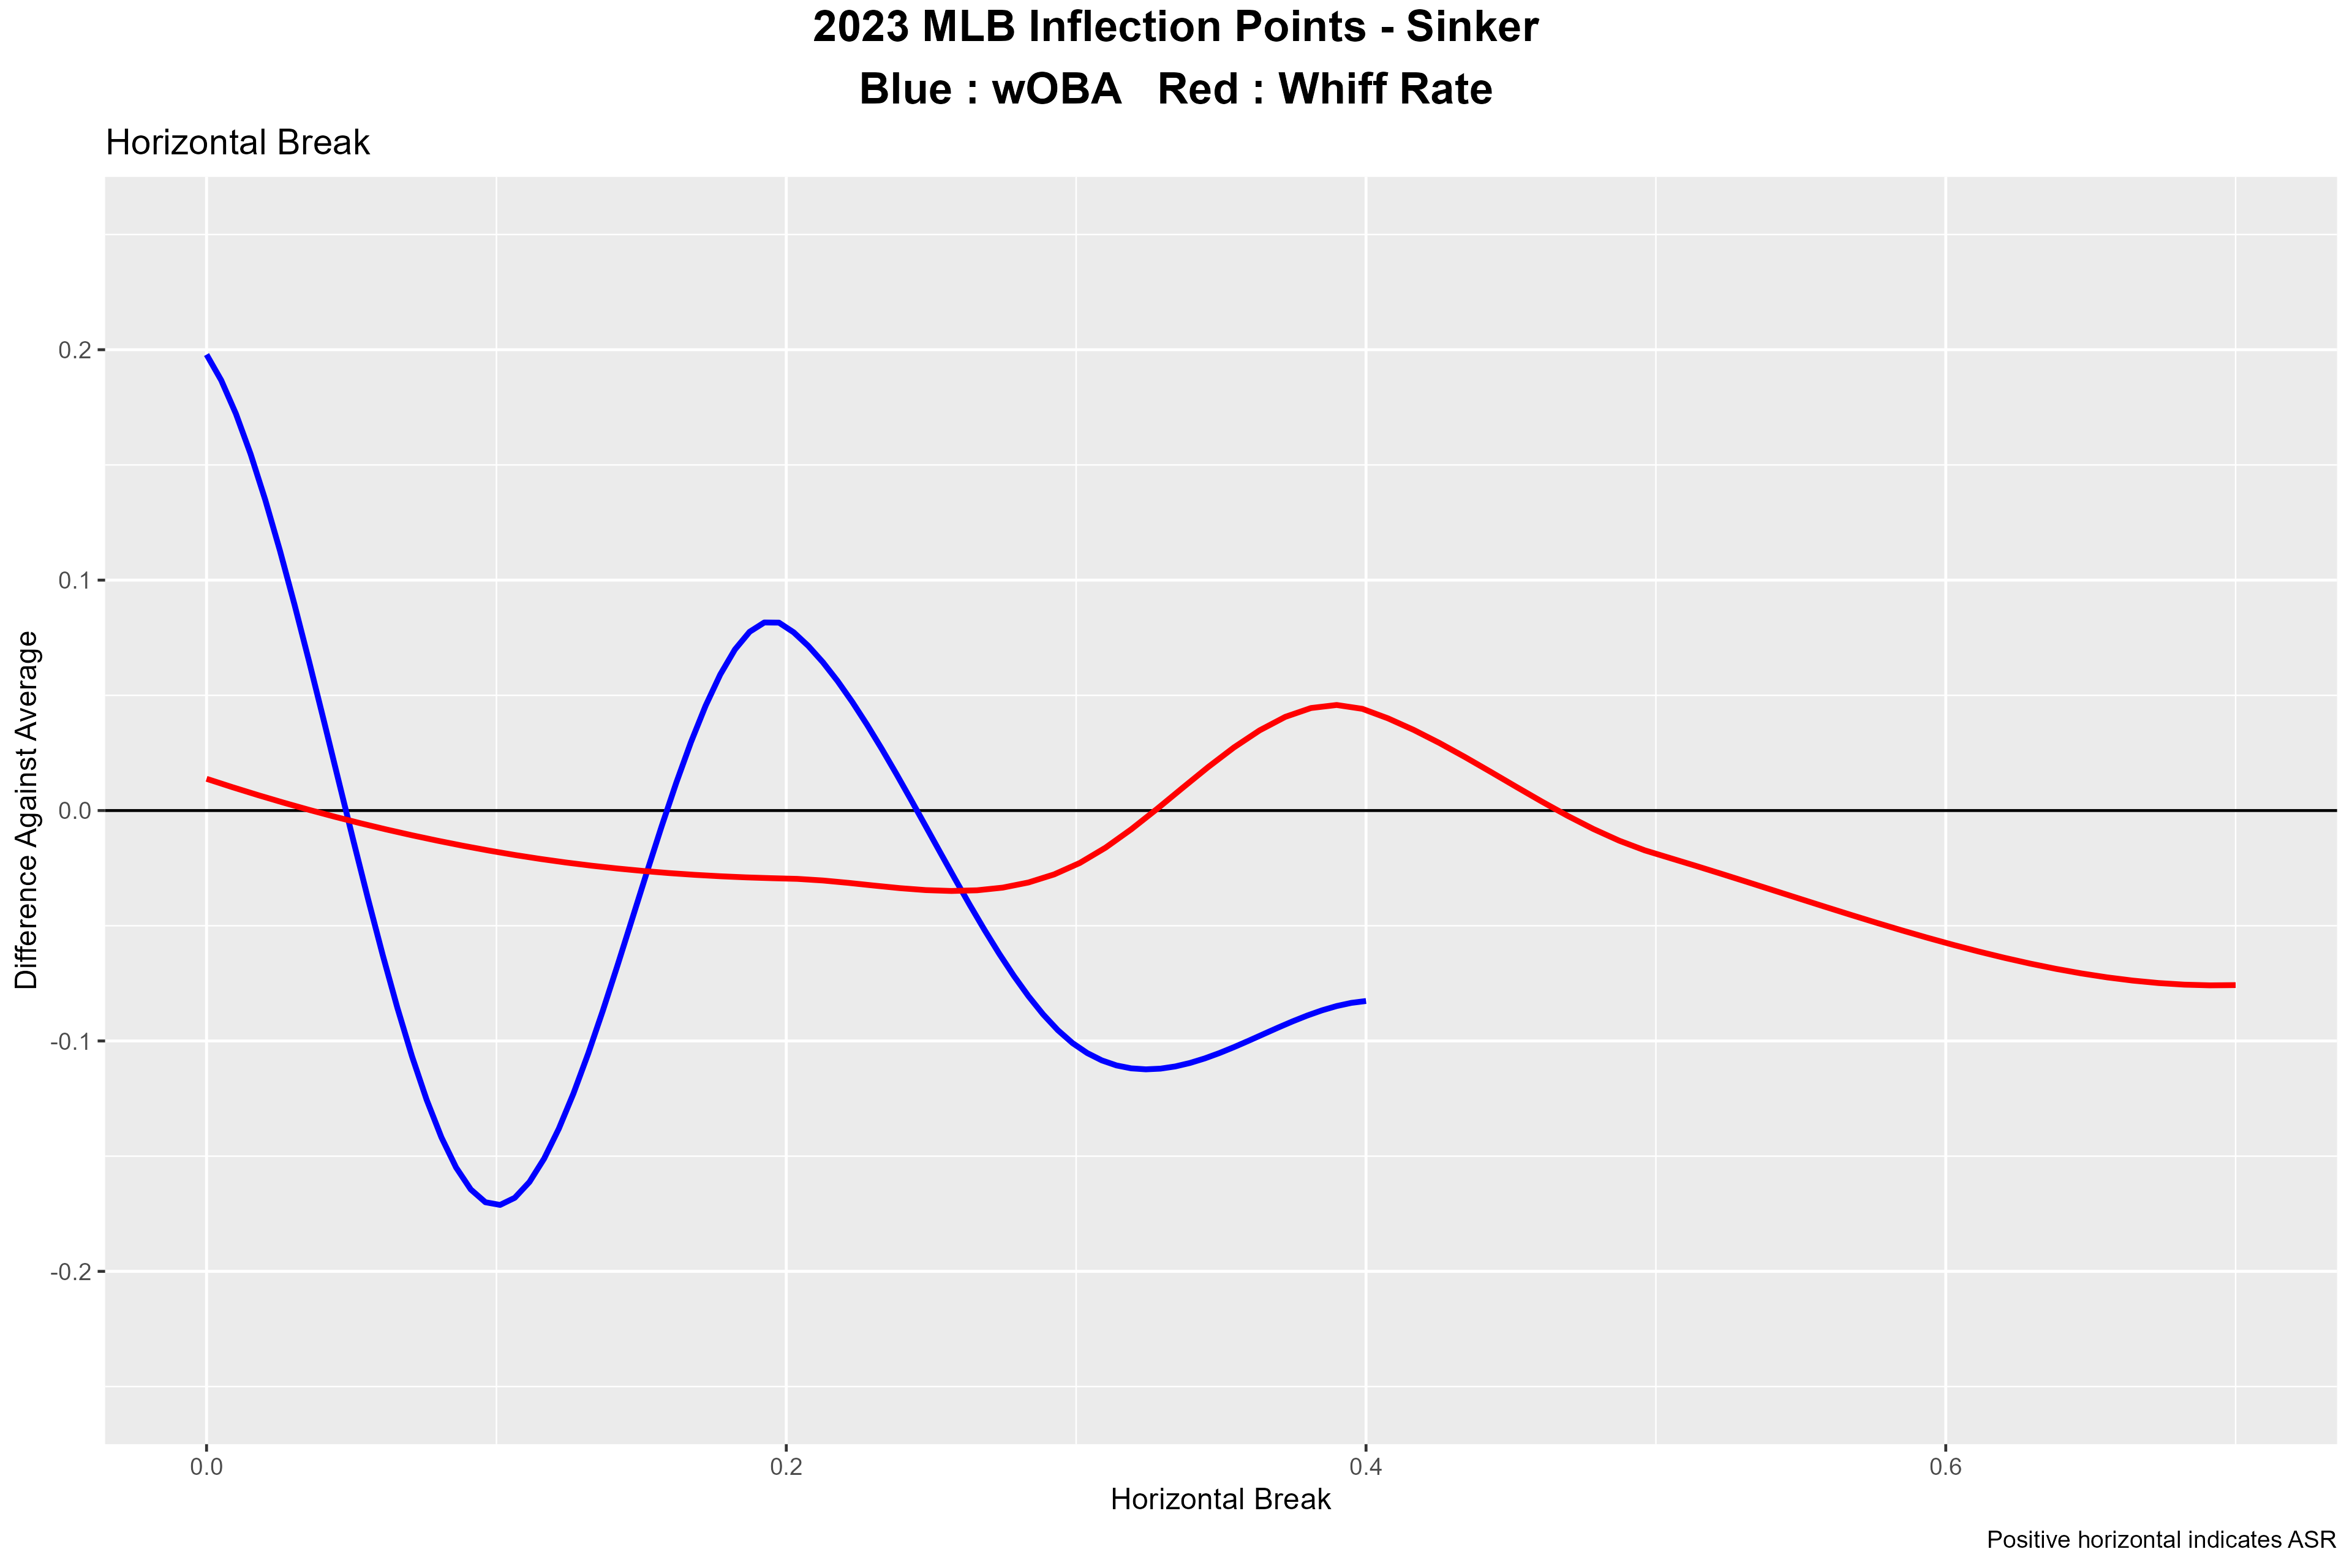 2023 MLB Inflection Points - Sinker
Blue : wOBA   Red : Whiff Rate
Horizontal Break
Difference Against Average
0.2
0.1
0.0
-0.1
-0.2
0.0
0.2
0.4
0.6
Horizontal Break
Positive horizontal indicates ASR